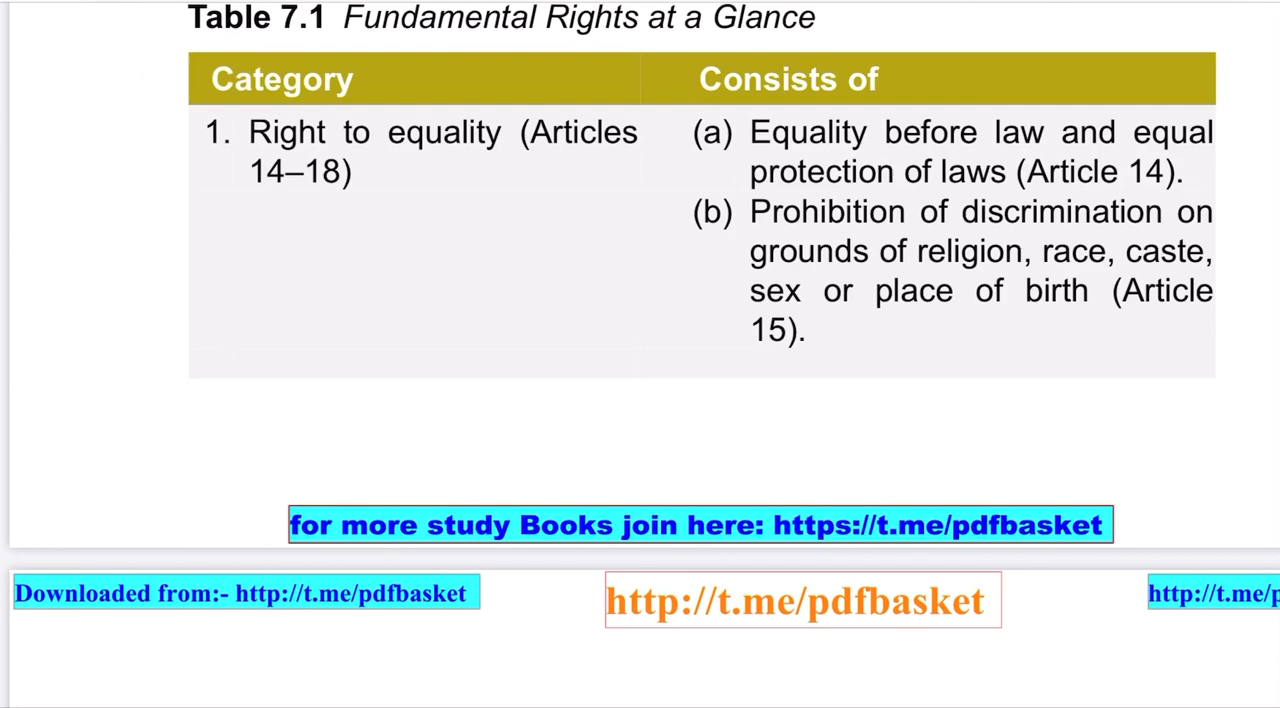 Table 7.1 Fundamental Rights at a Glance
Category Consists of
1. Right to equality (Articles
14–18)
(a) Equality before law and equal
protection of laws (Article 14).
(b) Prohibition of discrimination on
grounds of religion, race, caste,
sex or place of birth (Article
15).
for more study Books join here: https://t.me/pdfbasket
Downloaded from:- http://t.me/pdfbasket
http://t.me/pdfbasket
http://t.me/p